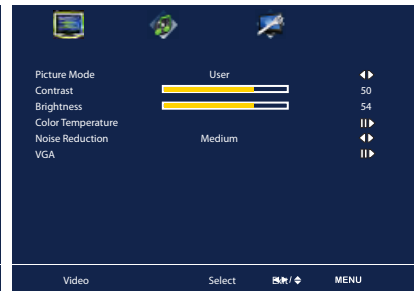 Picture Mode User
Contrast 50
Brightness 54
Color Temperature
Noise Reduction Medium
VGA
Video Select / MENU